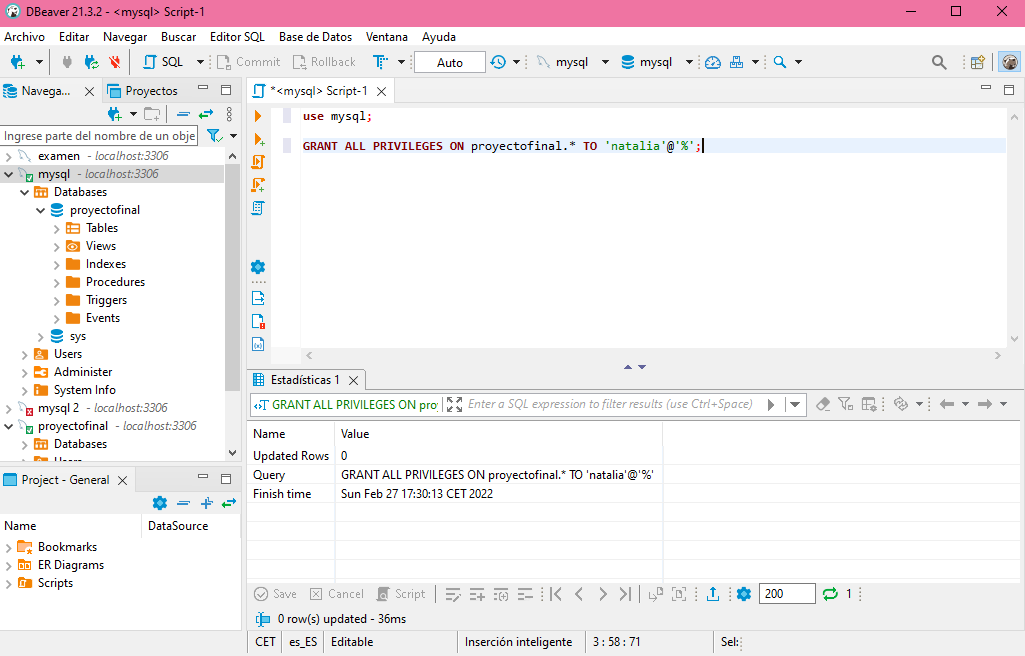 DBeaver 21.3.2 - <mysql> Script-1
Archivo Editar Navegar Buscar Editor SQL Base de Datos Ventana Ayuda
SQL Commit Rollback Auto mysql mysql
Navega... Proyectos
Ingrese parte del nombre de un obje
examen - localhost:3306
mysql - localhost:3306
Databases
proyectofinal
Tables
Views
Indexes
Procedures
Triggers
Events
sys
Users
Administer
System Info
mysql 2 - localhost:3306
proyectofinal - localhost:3306
Databases
Users
Project - General
Name DataSource
Bookmarks
ER Diagrams
Scripts
*<mysql> Script-1
use mysql;
GRANT ALL PRIVILEGES ON proyectofinal.* TO 'natalia'@'%';
Estadísticas 1
GRANT ALL PRIVILEGES ON pro Enter a SQL expression to filter results (use Ctrl+Space)
Name Value
Updated Rows 0
Query GRANT ALL PRIVILEGES ON proyectofinal.* TO 'natalia'@'%'
Finish time Sun Feb 27 17:30:13 CET 2022
Save Cancel Script 200 1
0 row(s) updated - 36ms
CET es_ES Editable Inserción inteligente 3 : 58 : 71 Sel: